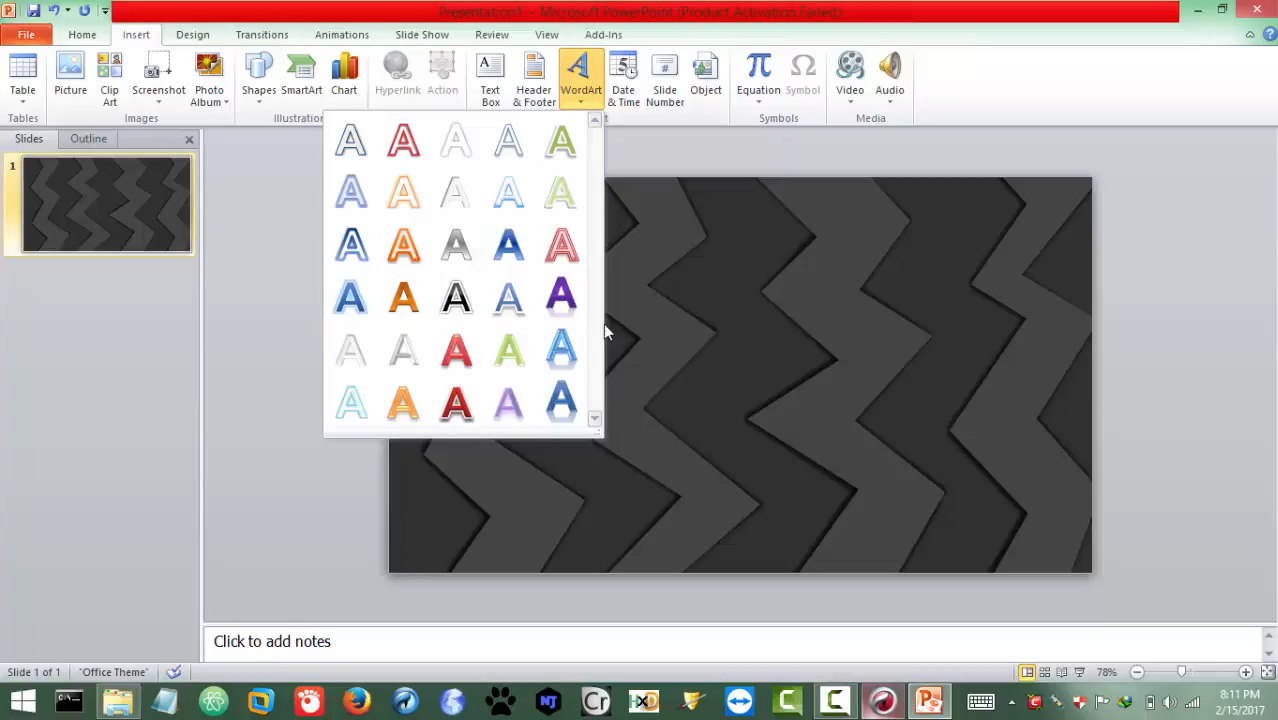 Presentation1 - Microsoft PowerPoint (Product Activation Failed)
File Home Insert Design Transitions Animations Slide Show Review View Add-Ins
Table Picture Clip Art Screenshot Photo Album Shapes SmartArt Chart Hyperlink Action Text Box Header & Footer WordArt Date & Time Slide Number Object Equation Symbol Video Audio
Tables Images Illustration t Symbols Media
Slides Outline
1
Click to add notes
Slide 1 of 1 "Office Theme" 78%
8:11 PM
2/15/2017